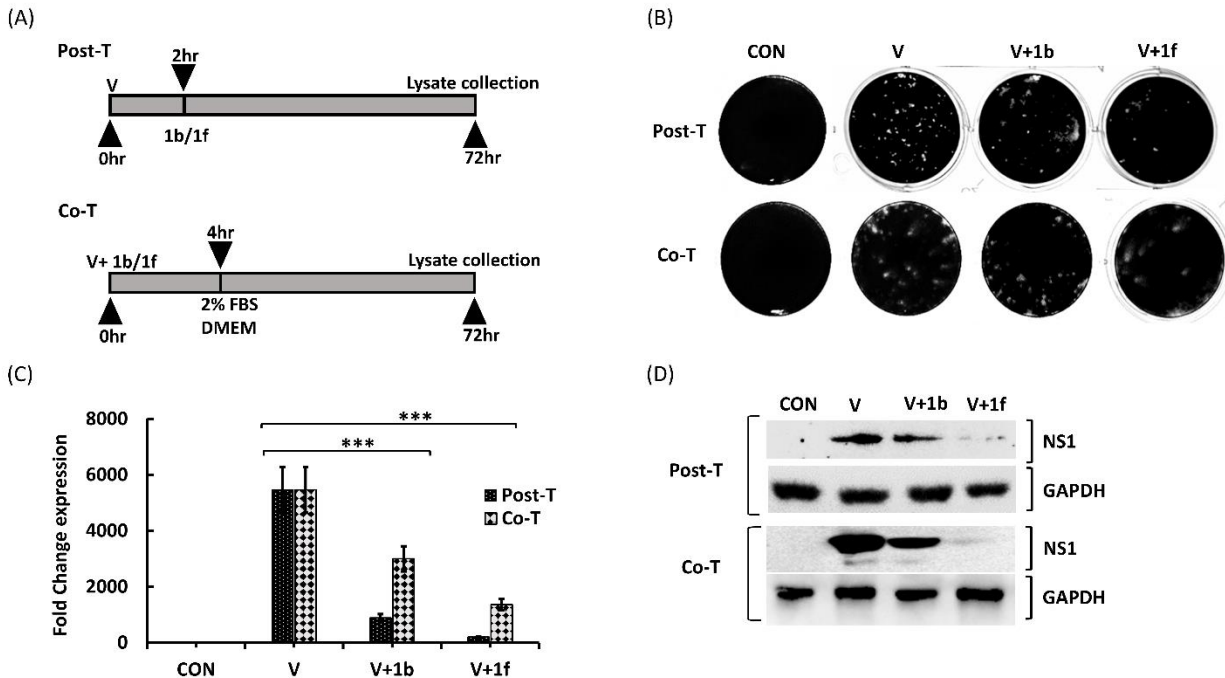 (A)
Post-T
2hr
V
Lysate collection
1b/1f
0hr
72hr
Co-T
4hr
V+ 1b/1f
Lysate collection
2% FBS
DMEM
0hr
72hr
(B)
CON V V+1b V+1f
Post-T
Co-T
(C)
Fold Change expression
8000
6000
4000
2000
0
***
***
Post-T
Co-T
CON V V+1b V+1f
(D)
CON V V+1b V+1f
Post-T
NS1
GAPDH
Co-T
NS1
GAPDH